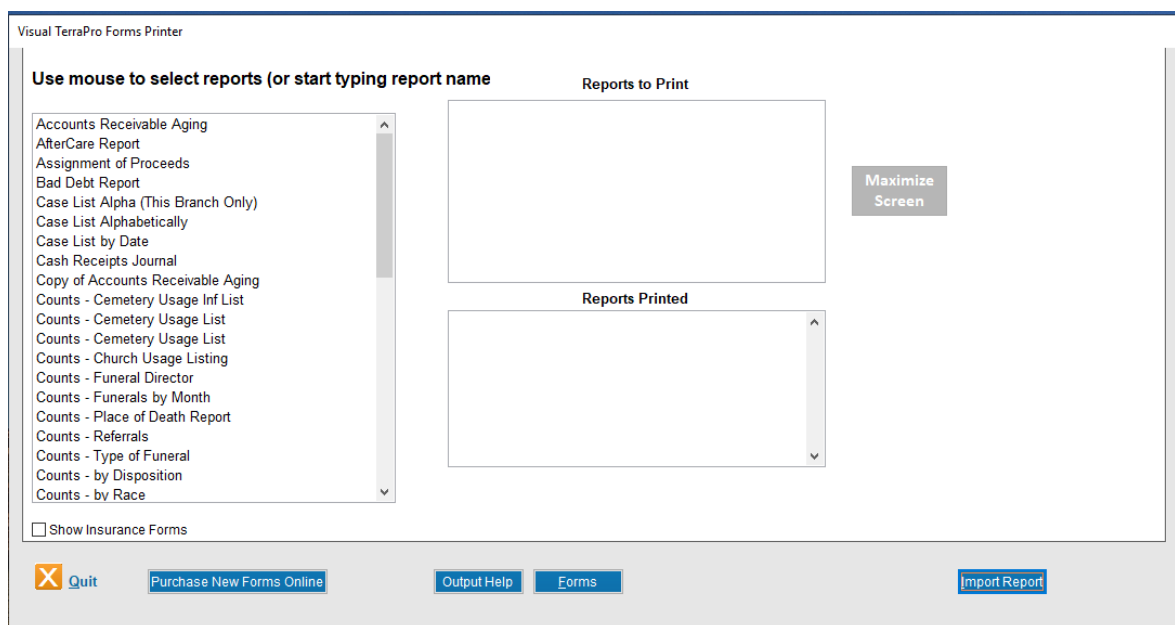 Visual TerraPro Forms Printer
Use mouse to select reports (or start typing report name
Reports to Print
Accounts Receivable Aging
AfterCare Report
Assignment of Proceeds
Bad Debt Report
Case List Alpha (This Branch Only)
Case List Alphabetically
Case List by Date
Cash Receipts Journal
Copy of Accounts Receivable Aging
Counts - Cemetery Usage Inf List
Counts - Cemetery Usage List
Counts - Cemetery Usage List
Counts - Church Usage Listing
Counts - Funeral Director
Counts - Funerals by Month
Counts - Place of Death Report
Counts - Referrals
Counts - Type of Funeral
Counts - by Disposition
Counts - by Race
Maximize
Screen
Reports Printed
Show Insurance Forms
X Quit
Purchase New Forms Online
Output Help
Forms
Import Report